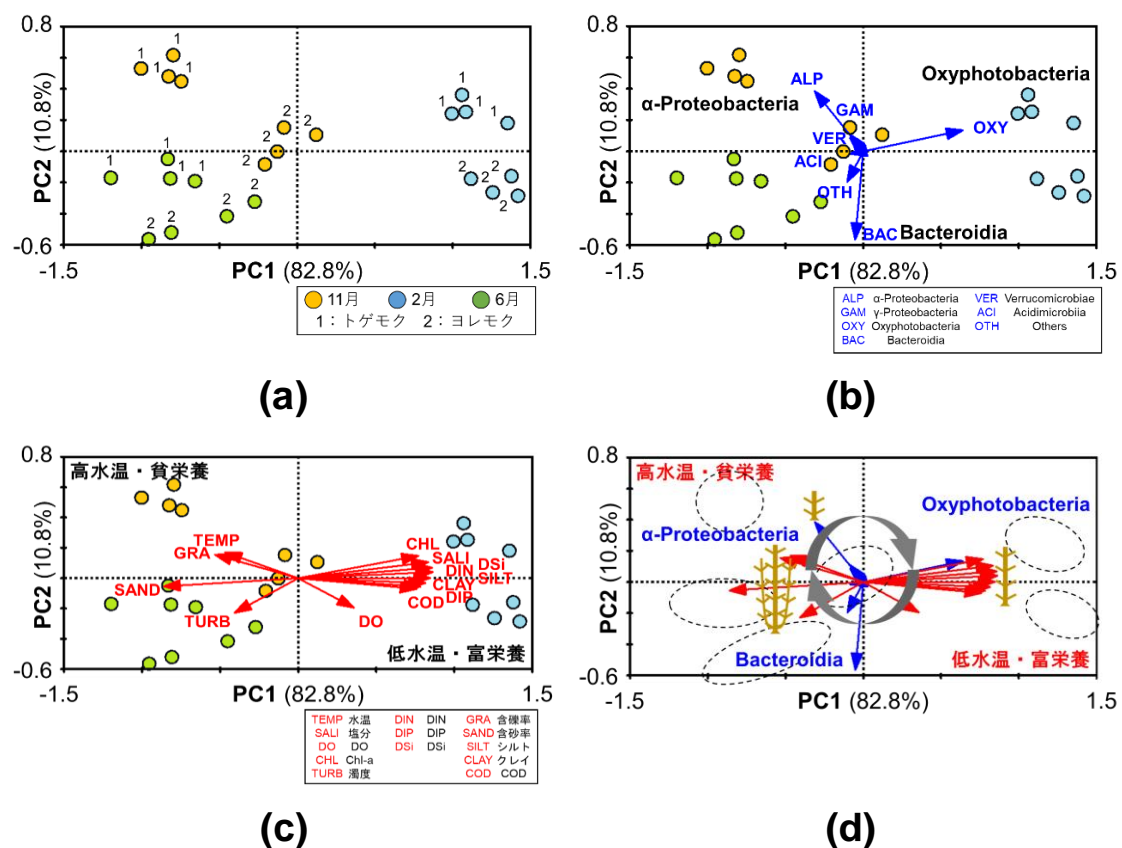 0.8
PC2 (10.8%)
-0.6
-1.5
PC1 (82.8%)
1.5
1
1
1
1
2
2
2
2
1
1
1
1
2
2
2
2
1
1
1
1
2
2
2
2
11月 2月 6月
1：トゲモク 2：ヨレモク
(a)
0.8
PC2 (10.8%)
-0.6
-1.5
PC1 (82.8%)
1.5
Oxyphotobacteria
α-Proteobacteria
Bacteroidia
ALP
GAM
VER
ACI
OTH
BAC
OXY
ALP α-Proteobacteria VER Verrucomicrobiae
GAM γ-Proteobacteria ACI Acidimicrobiia
OXY Oxyphotobacteria OTH Others
BAC Bacteroidia
(b)
0.8
PC2 (10.8%)
-0.6
-1.5
PC1 (82.8%)
1.5
高水温・貧栄養
TEMP
GRA
SAND
TURB
CHL
SALI
DSi
DIN
SILT
CLAY
DIP
COD
DO
低水温・富栄養
TEMP 水温 DIN DIN GRA 含礫率
SALI 塩分 DIP DIP SAND 含砂率
DO DO DSi DSi SILT シルト
CHL Chl-a CLAY クレイ
TURB 濁度 COD COD
(c)
0.8
PC2 (10.8%)
-0.6
-1.5
PC1 (82.8%)
1.5
高水温・貧栄養
Oxyphotobacteria
α-Proteobacteria
Bacteroidia
低水温・富栄養
(d)